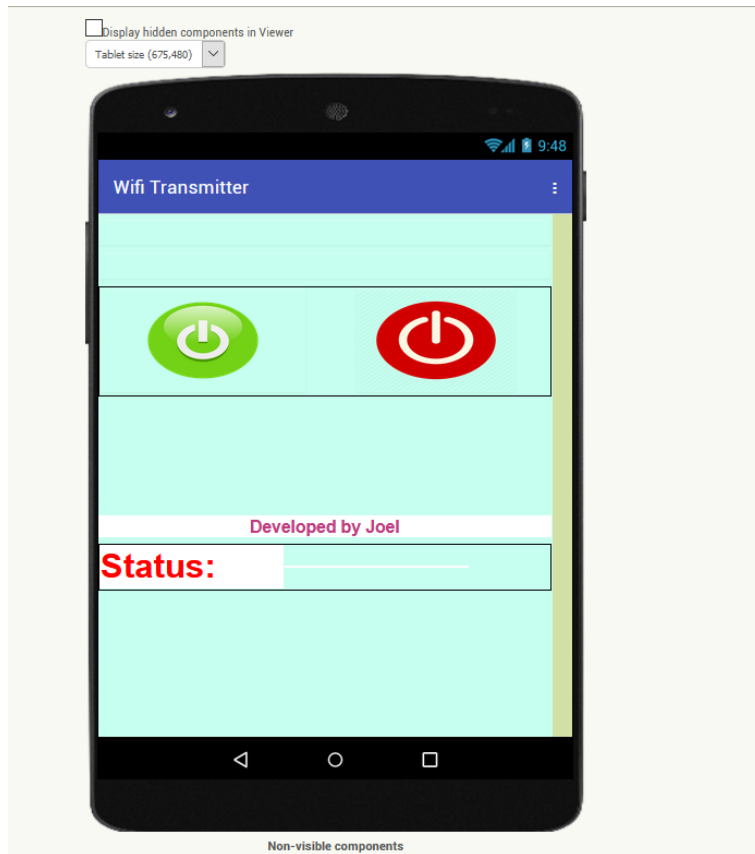 Display hidden components in Viewer
Tablet size (675,480)
9:48
Wifi Transmitter
Developed by Joel
Status:
Non-visible components